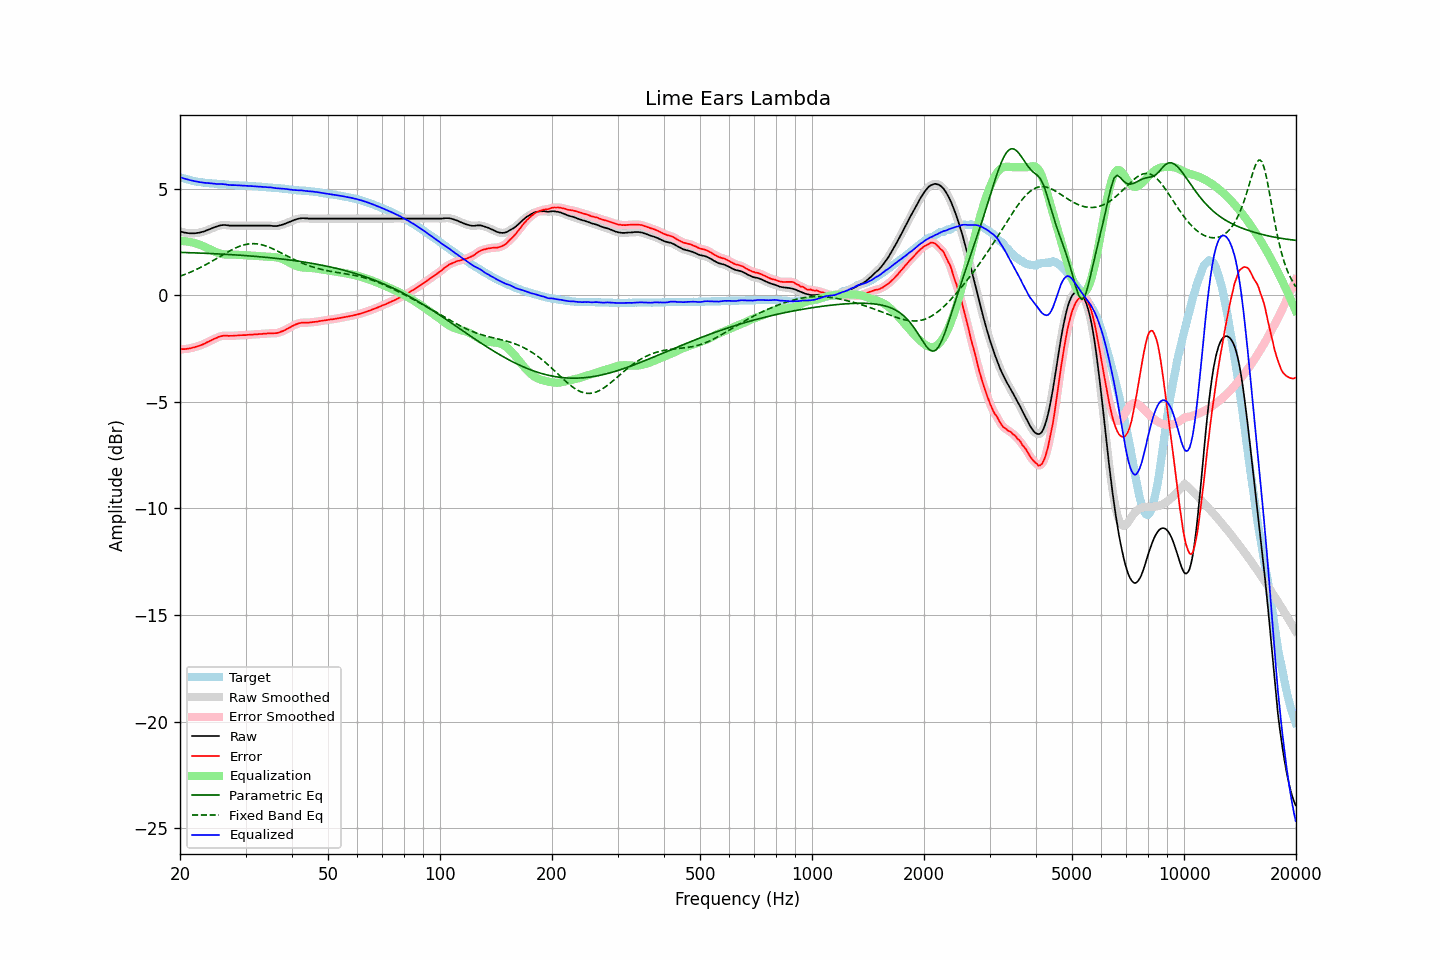 Lime Ears Lambda
Amplitude (dBr)
5
0
−5
−10
−15
−20
−25
Target
Raw Smoothed
Error Smoothed
Raw
Error
Equalization
Parametric Eq
Fixed Band Eq
Equalized
20 50 100 200 500 1000 2000 5000 10000 20000
Frequency (Hz)